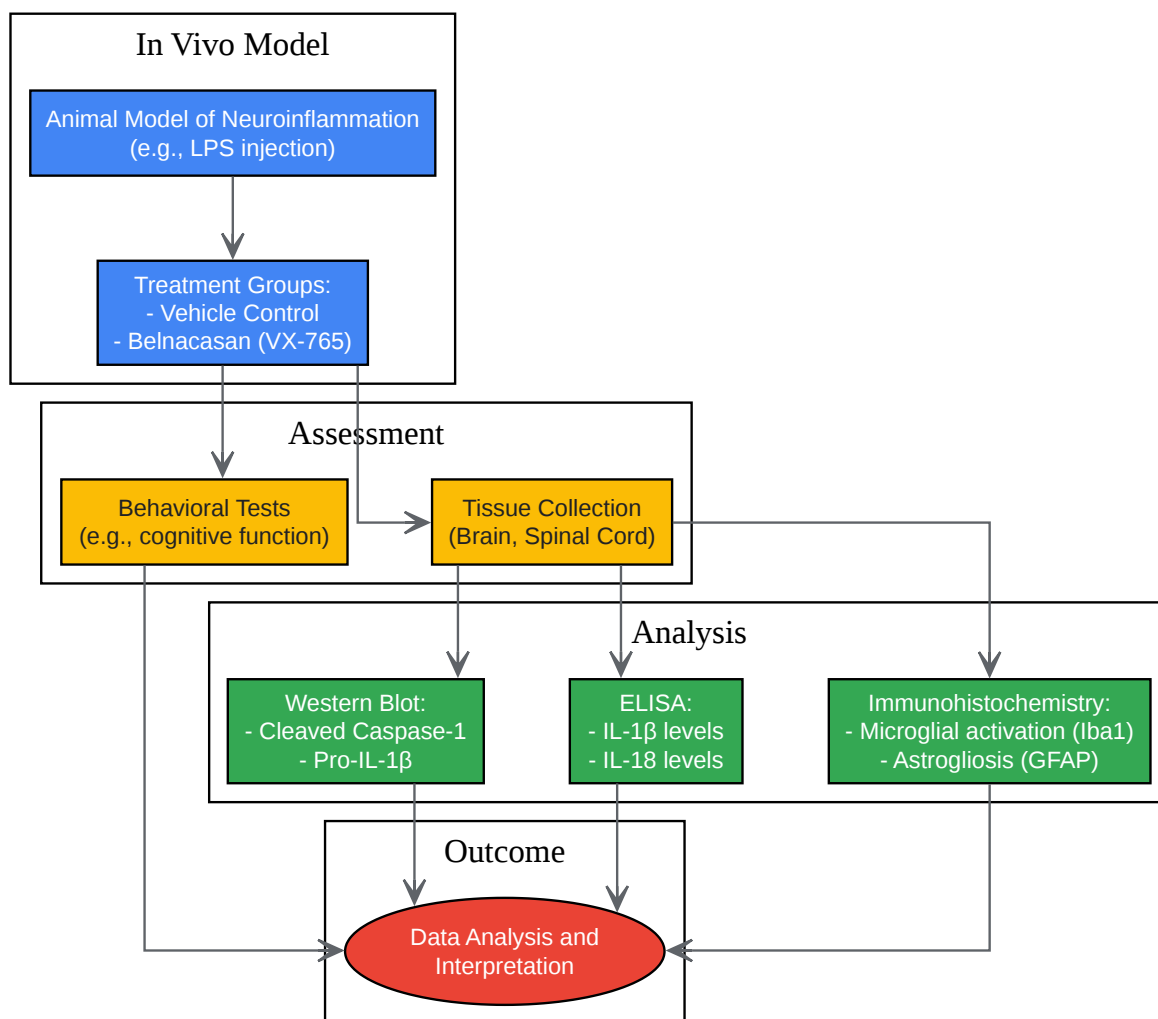 In Vivo Model
Animal Model of Neuroinflammation
(e.g., LPS injection)
Treatment Groups:
- Vehicle Control
- Belnacasan (VX-765)
Assessment
Behavioral Tests
(e.g., cognitive function)
Tissue Collection
(Brain, Spinal Cord)
Analysis
Western Blot:
- Cleaved Caspase-1
- Pro-IL-1β
ELISA:
- IL-1β levels
- IL-18 levels
Immunohistochemistry:
- Microglial activation (Iba1)
- Astrogliosis (GFAP)
Outcome
Data Analysis and
Interpretation